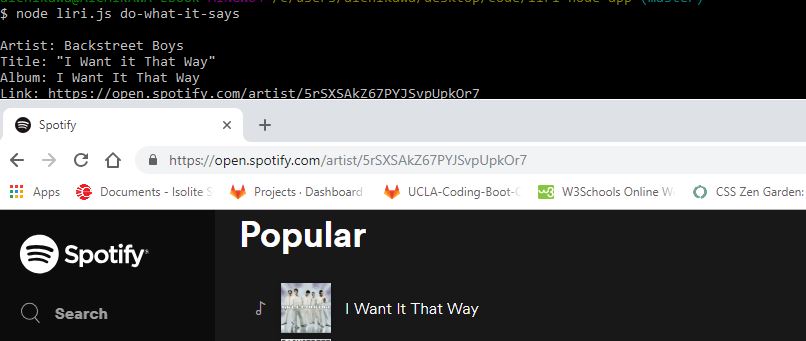 $ node liri.js do-what-it-says
Artist: Backstreet Boys
Title: "I Want it That Way"
Album: I Want It That Way
Link: https://open.spotify.com/artist/5rSXSAkZ67PYJSvpUpkOr7
Spotify
https://open.spotify.com/artist/5rSXSAkZ67PYJSvpUpkOr7
Apps Documents - Isolite Projects · Dashboard UCLA-Coding-Boot- W3Schools Online CSS Zen Garden:
Spotify
Popular
I Want It That Way
Search